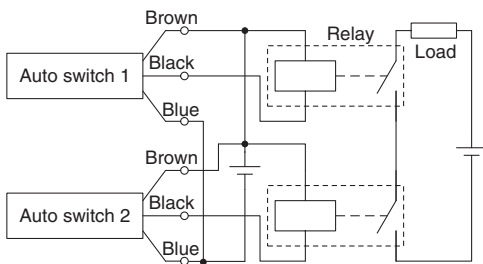 Brown
Relay
Load
Black
Auto switch 1
Blue
Brown
Black
Auto switch 2
Blue